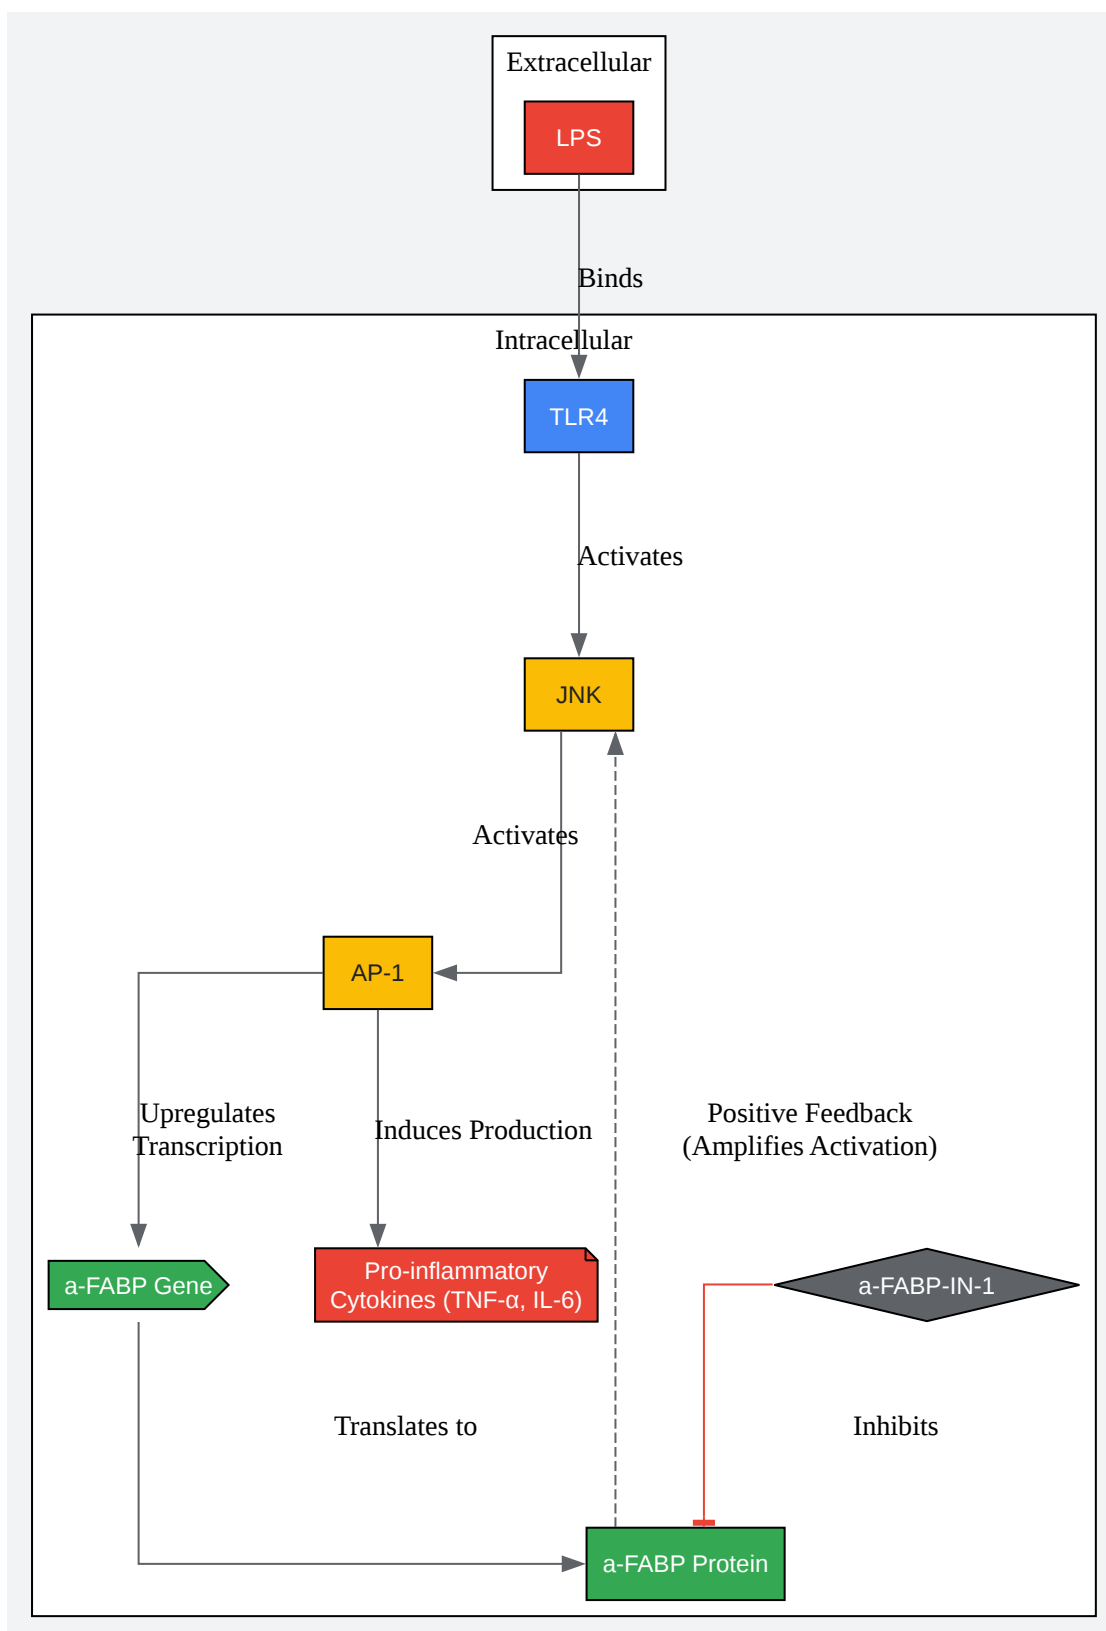 Extracellular
LPS
Binds
Intracellular
TLR4
Activates
JNK
Activates
AP-1
Upregulates
Transcription
Induces Production
Positive Feedback
(Amplifies Activation)
a-FABP Gene
Pro-inflammatory
Cytokines (TNF-α, IL-6)
a-FABP-IN-1
Translates to
Inhibits
a-FABP Protein